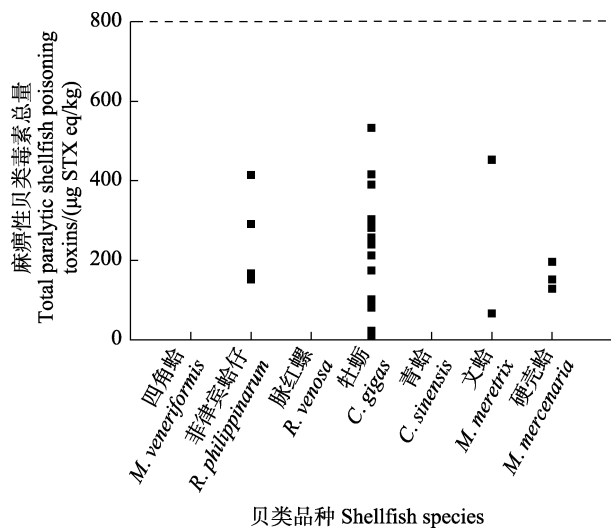 麻痹性贝类毒素总量
Total paralytic shellfish poisoning
toxins/(μg STX eq/kg)
800
600
400
200
0
四角蛤
M. veneriformis
菲律宾蛤仔
R. philippinarum
脉红螺
R. venosa
牡蛎
C. gigas
青蛤
C. sinensis
文蛤
M. meretrix
硬壳蛤
M. mercenaria
贝类品种 Shellfish species